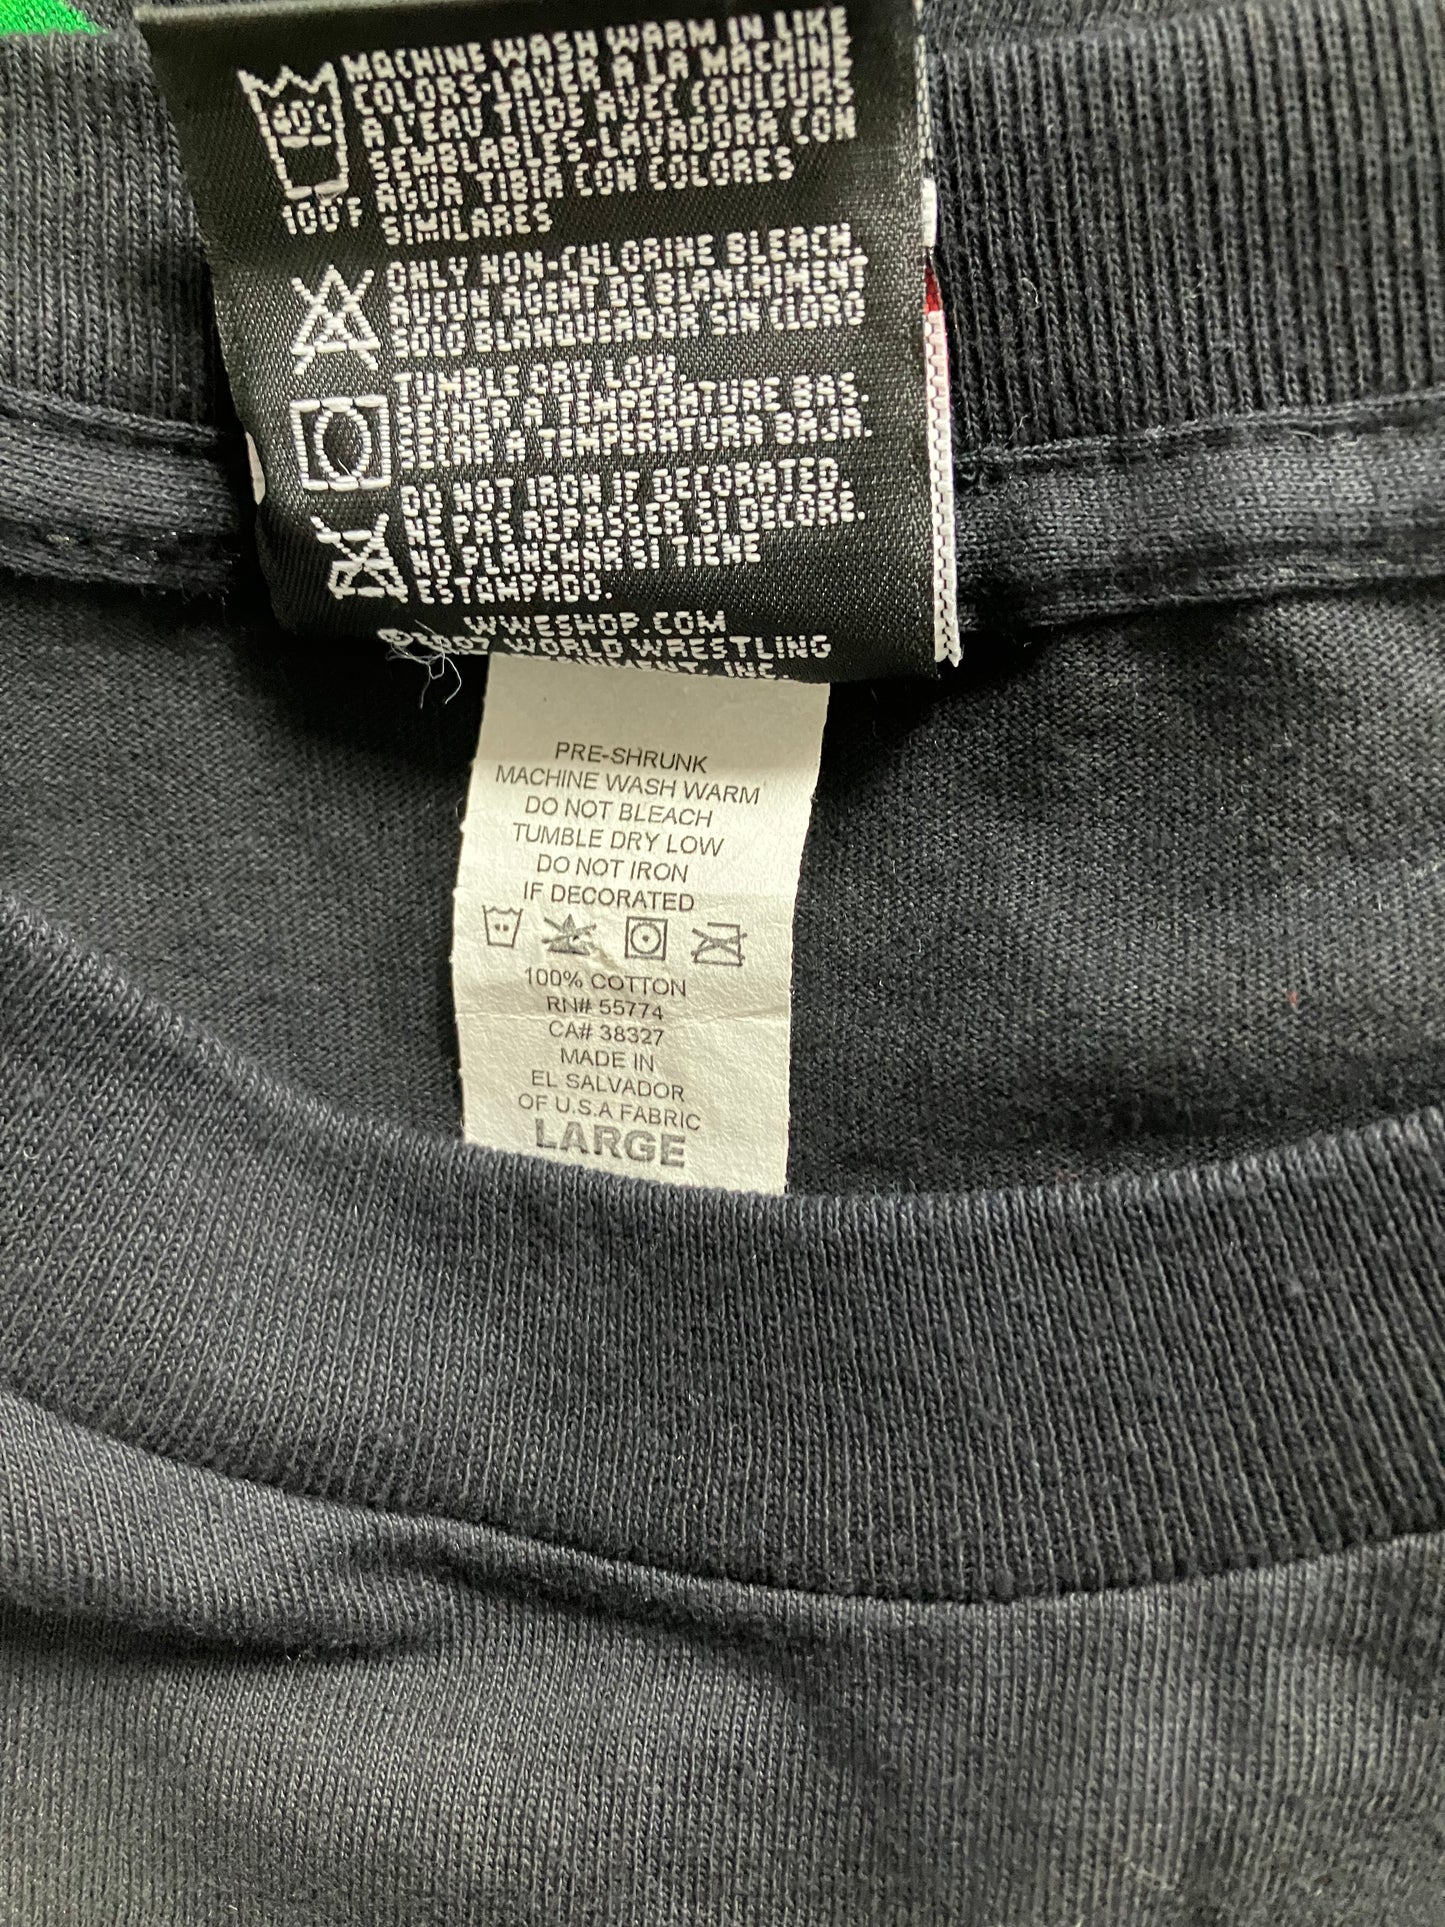 MACHINE WASH WARM IN LIKE
COLORS-LAVER A LA MACHINE
A L'EAU TIEDE AVEC COULEURS
SEMBLABLES-LAVADORA CON
AGUA TIBIA CON COLORES
SIMILARES
100°F
ONLY NON-CHLORINE BLEACH.
AUCUN AGENT DE BLANCHIMENT
SOLO BLANQUEADOR SIN CLORO
TUMBLE DRY LOW.
SECHER A TEMPERATURE BAS.
SECAR A TEMPERATURA BAJA.
DO NOT IRON IF DECORATED.
NE PAS REPASSER SI DECORE.
NO PLANCHAR SI TIENE
ESTAMPADO.
WWESHOP.COM
©2007 WORLD WRESTLING
INC.
PRE-SHRUNK
MACHINE WASH WARM
DO NOT BLEACH
TUMBLE DRY LOW
DO NOT IRON
IF DECORATED
100% COTTON
RN# 55774
CA# 38327
MADE IN
EL SALVADOR
OF U.S.A FABRIC
LARGE